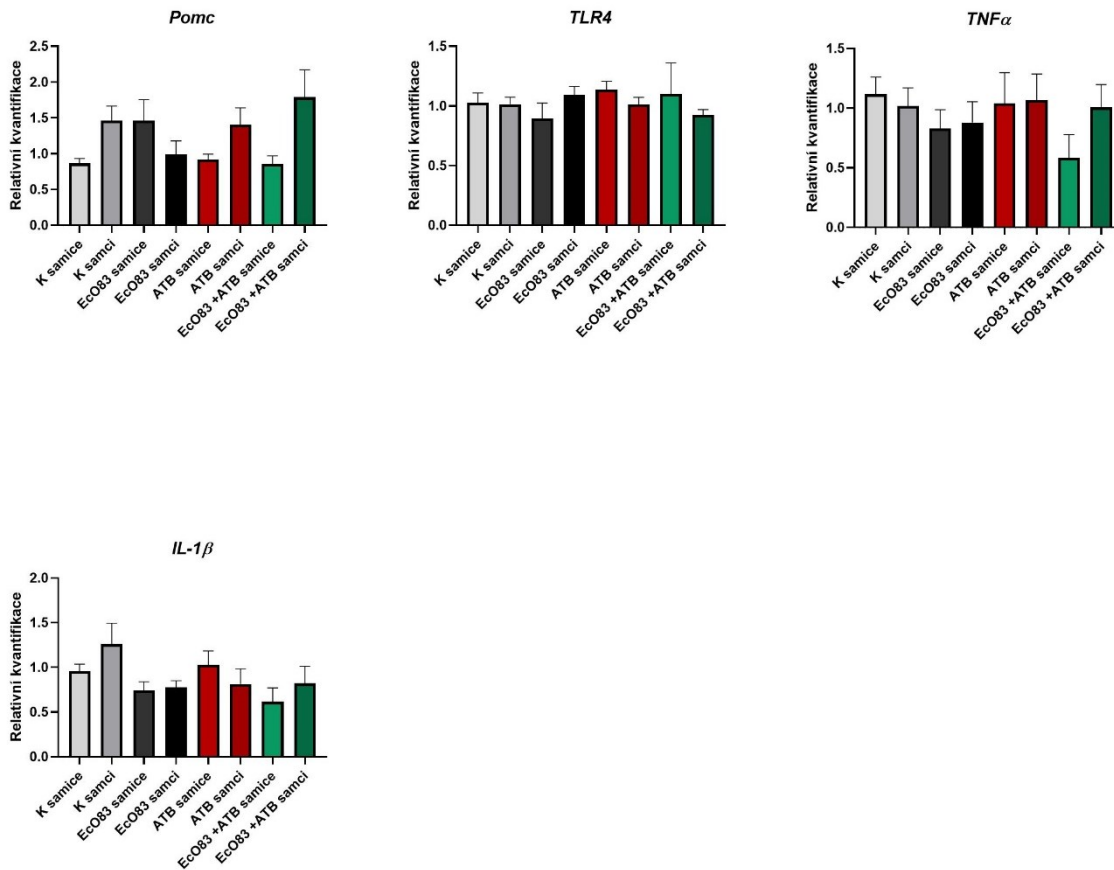 Pomc
Relativní kvantifikace
2.5
2.0
1.5
1.0
0.5
0.0
K samice
K samci
EcO83 samice
EcO83 samci
ATB samice
ATB samci
EcO83 +ATB samice
EcO83 +ATB samci
TLR4
Relativní kvantifikace
1.5
1.0
0.5
0.0
K samice
K samci
EcO83 samice
EcO83 samci
ATB samice
ATB samci
EcO83 +ATB samice
EcO83 +ATB samci
TNFα
Relativní kvantifikace
1.5
1.0
0.5
0.0
K samice
K samci
EcO83 samice
EcO83 samci
ATB samice
ATB samci
EcO83 +ATB samice
EcO83 +ATB samci
IL-1β
Relativní kvantifikace
2.0
1.5
1.0
0.5
0.0
K samice
K samci
EcO83 samice
EcO83 samci
ATB samice
ATB samci
EcO83 +ATB samice
EcO83 +ATB samci